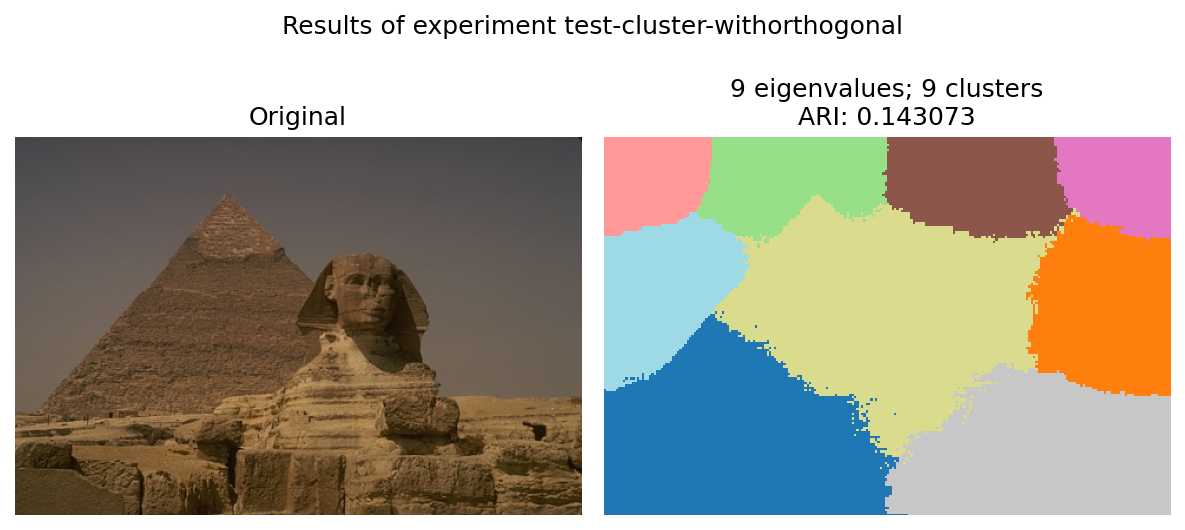 Results of experiment test-cluster-withorthogonal
Original
9 eigenvalues; 9 clusters
ARI: 0.143073